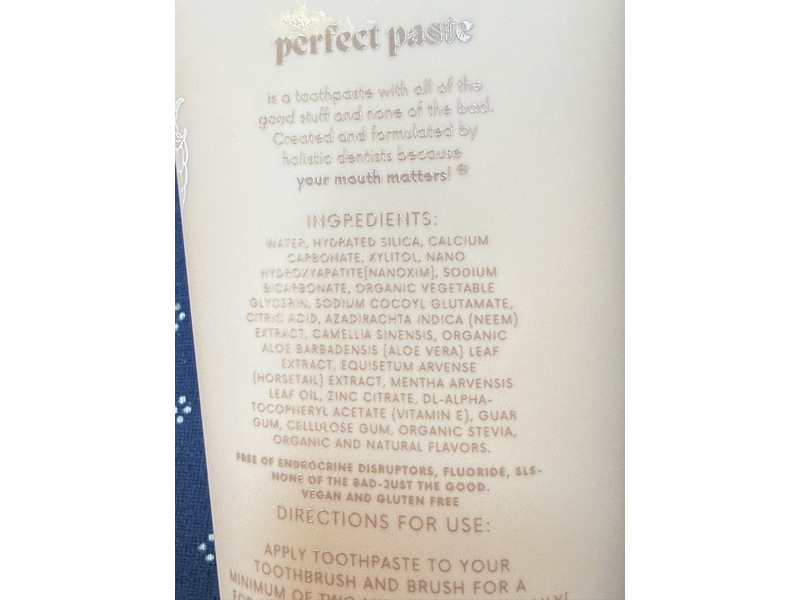 perfect paste
is a toothpaste with all of the
good stuff and none of the bad.
Created and formulated by
holistic dentists because
your mouth matters! ®
INGREDIENTS:
WATER, HYDRATED SILICA, CALCIUM
CARBOHATE, XYLITOL, NANO
HYDROXYAPATITE[NANOXIM], SODIUM
BICARBONATE, ORGANIC VEGETABLE
GLYCERIN, SODIUM COCOYL GLUTAMATE,
CITRIC ACID, AZADIRACHTA INDICA (NEEM)
EXTRACT, CAMELLIA SINENSIS, ORGANIC
ALOE BARBADENSIS (ALOE VERA) LEAF
EXTRACT, EQUISETUM ARVENSE
(HORSETAIL) EXTRACT, MENTHA ARVENSIS
LEAF OIL, ZINC CITRATE, DL-ALPHA-
TOCOPHERYL ACETATE (VITAMIN E), GUAR
GUM, CELLULOSE GUM, ORGANIC STEVIA,
ORGANIC AND NATURAL FLAVORS.
FREE OF ENDROCRINE DISRUPTORS, FLUORIDE, SLS-
NONE OF THE BAD-JUST THE GOOD.
VEGAN AND GLUTEN FREE
DIRECTIONS FOR USE:
APPLY TOOTHPASTE TO YOUR
TOOTHBRUSH AND BRUSH FOR A
MINIMUM OF TWO